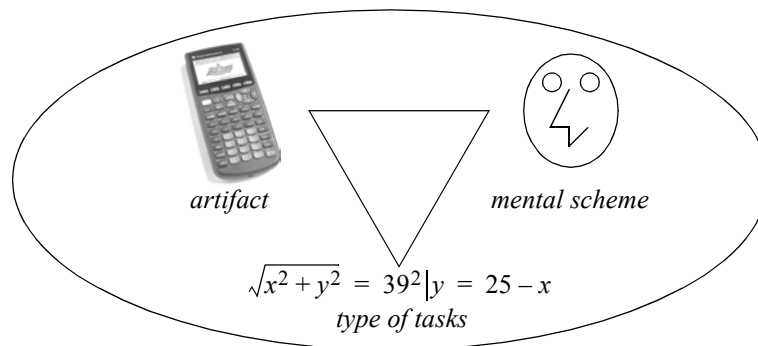 artifact
mental scheme
√x² + y² = 39² | y = 25 – x
type of tasks